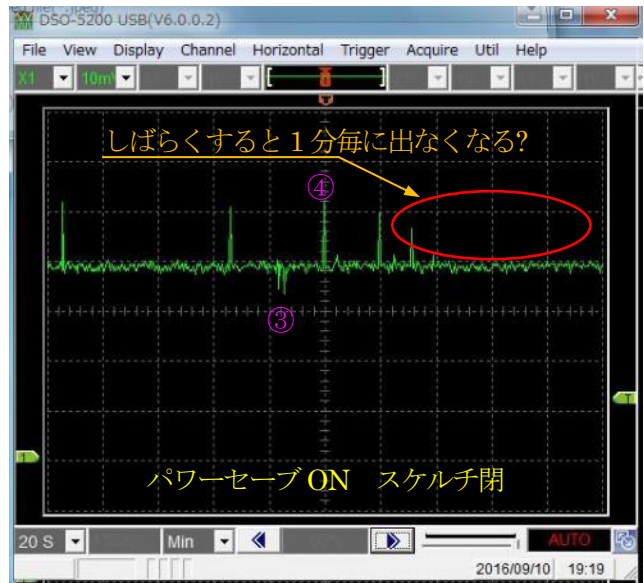 DSO-5200 USB(V6.0.0.2)
File View Display Channel Horizontal Trigger Acquire Util Help
X1 10mV
しばらくすると１分毎に出なくなる?
④
③
T
1
パワーセーブ ON　スケルチ閉
20 S Min AUTO
2016/09/10 19:19